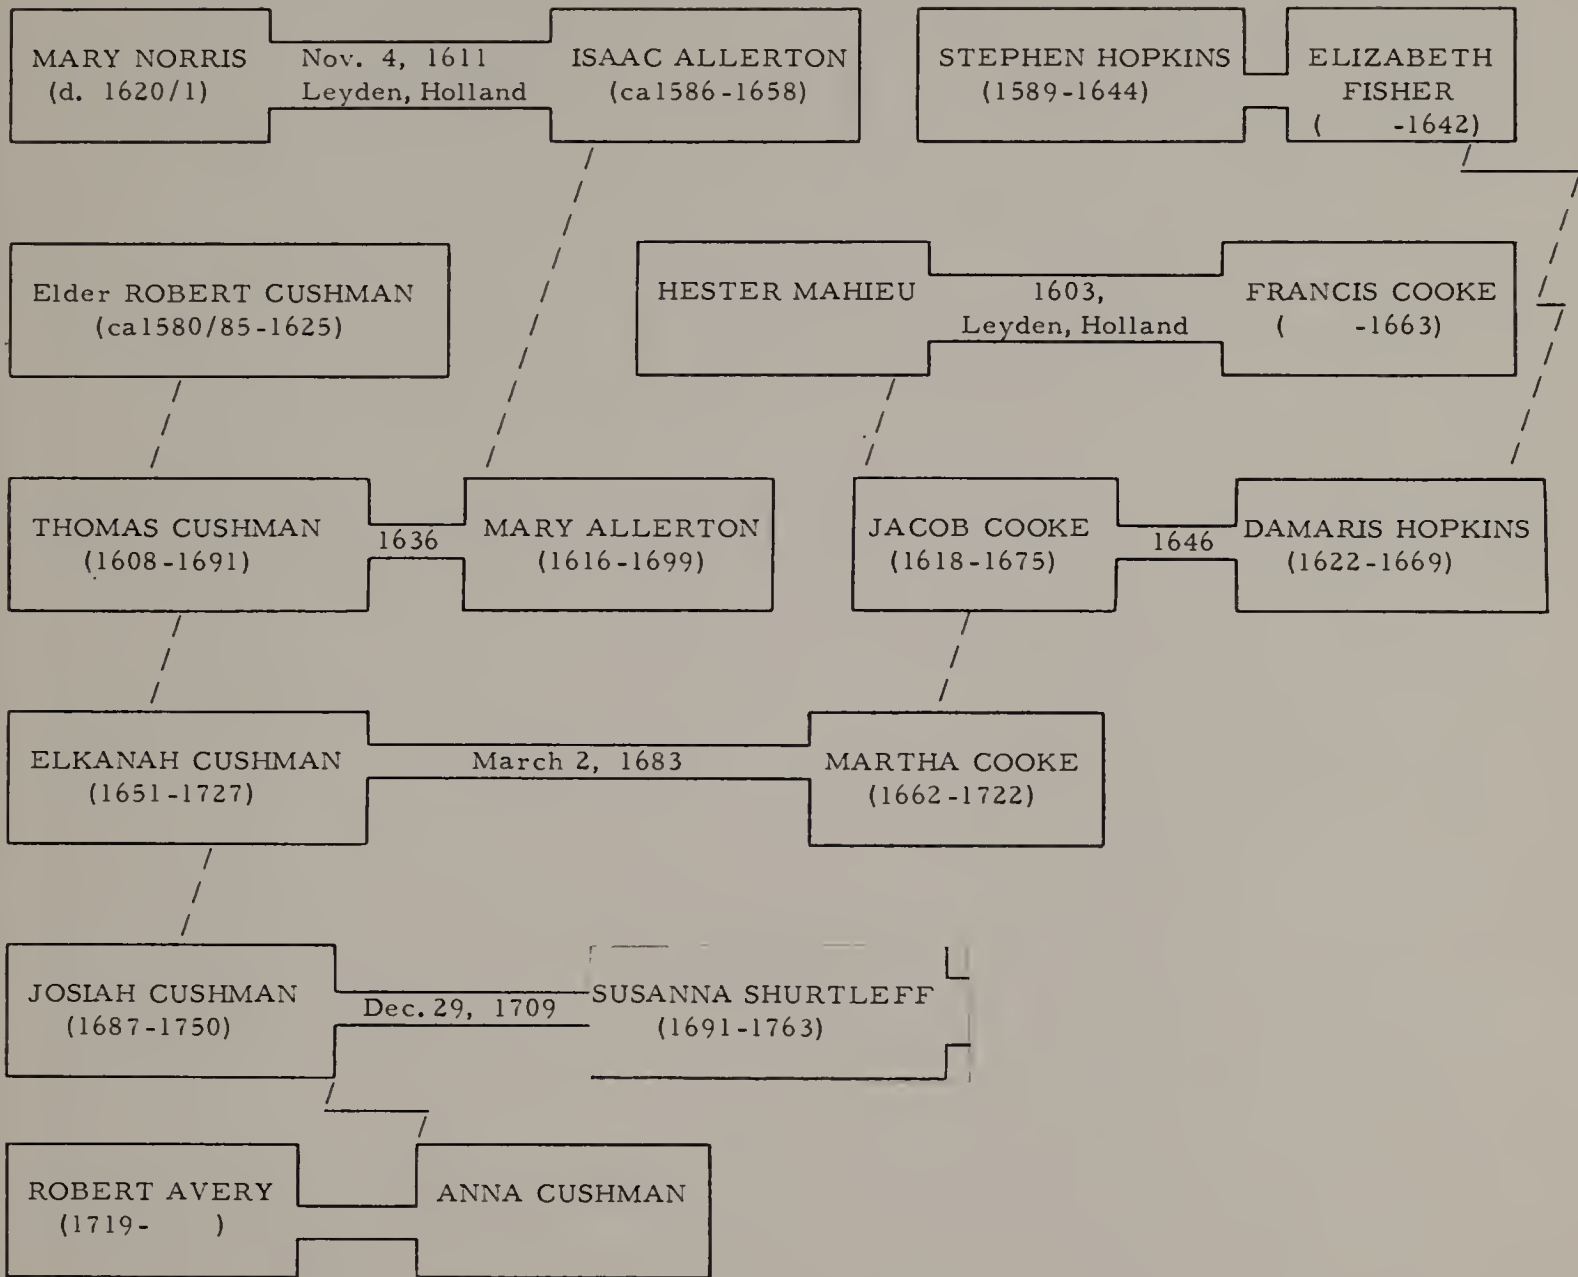 MARY NORRIS
(d. 1620/1)
Nov. 4, 1611
Leyden, Holland
ISAAC ALLERTON
(ca1586-1658)
STEPHEN HOPKINS
(1589-1644)
ELIZABETH
FISHER
(     -1642)
Elder ROBERT CUSHMAN
(ca1580/85-1625)
HESTER MAHIEU
1603,
Leyden, Holland
FRANCIS COOKE
(     -1663)
THOMAS CUSHMAN
(1608-1691)
1636
MARY ALLERTON
(1616-1699)
JACOB COOKE
(1618-1675)
1646
DAMARIS HOPKINS
(1622-1669)
ELKANAH CUSHMAN
(1651-1727)
March 2, 1683
MARTHA COOKE
(1662-1722)
JOSIAH CUSHMAN
(1687-1750)
Dec. 29, 1709
SUSANNA SHURTLEFF
(1691-1763)
ROBERT AVERY
(1719-     )
ANNA CUSHMAN